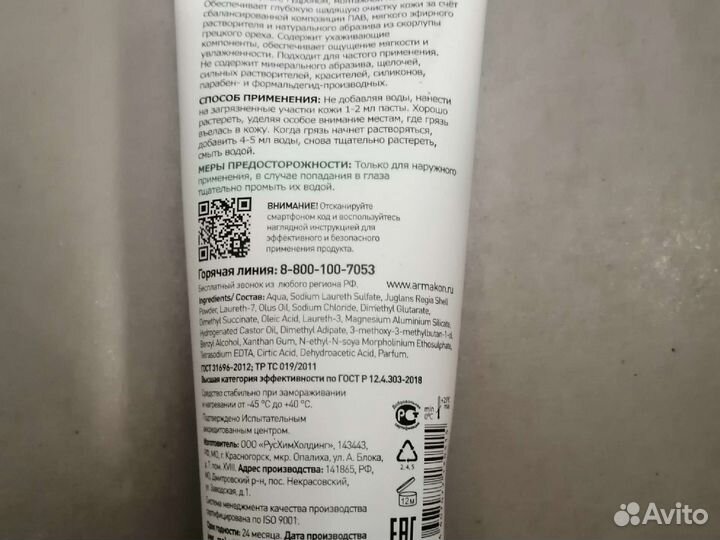 Обеспечивает глубокую щадящую очистку кожи за счёт
сбалансированной композиции ПАВ, мягкого эфирного
растворителя и натурального абразива из скорлупы
грецкого ореха. Содержит ухаживающие
компоненты, обеспечивает ощущение мягкости и
увлажненности. Подходит для частого применения.
Не содержит минерального абразива, щелочей,
сильных растворителей, красителей, силиконов,
парабен- и формальдегид-производных.
СПОСОБ ПРИМЕНЕНИЯ: Не добавляя воды, нанести
на загрязненные участки кожи 1-2 мл пасты. Хорошо
растереть, уделяя особое внимание местам, где грязь
въелась в кожу. Когда грязь начнет растворяться,
добавить 4-5 мл воды, снова тщательно растереть,
смыть водой.
МЕРЫ ПРЕДОСТОРОЖНОСТИ: Только для наружного
применения, в случае попадания в глаза
тщательно промыть их водой.
ВНИМАНИЕ! Отсканируйте
смартфоном код и воспользуйтесь
наглядной инструкцией для
эффективного и безопасного
применения продукта.
Горячая линия: 8-800-100-7053
Бесплатный звонок из любого региона РФ. www.armakon.ru
Ingredients/ Состав: Aqua, Sodium Laureth Sulfate, Juglans Regia Shell
Powder, Laureth-7, Olus Oil, Sodium Chloride, Dimethyl Glutarate,
Dimethyl Succinate, Oleic Acid, Laureth-3, Magnesium Aluminium Silicate,
Hydrogenated Castor Oil, Dimethyl Adipate, 3-methoxy-3-methylbutan-1-ol,
Benzyl Alcohol, Xanthan Gum, N-ethyl-N-soya Morpholinium Ethosulphate,
Tetrasodium EDTA, Cirtic Acid, Dehydroacetic Acid, Parfum.
ГОСТ 31696-2012; ТР ТС 019/2011
Высшая категория эффективности по ГОСТ Р 12.4.303-2018
Средство стабильно при замораживании
и нагревании от -45 °С до +40 °С.
Подтверждено Испытательным
аккредитованным центром.
Изготовитель: ООО «РусХимХолдинг», 143443,
РФ, МО, г. Красногорск, мкр. Опалиха, ул. А. Блока,
д.1, пом. XVIII. Адрес производства: 141865, РФ,
МО, Дмитровский р-н, пос. Некрасовский,
ул. Заводская, д.1.
Система менеджмента качества производства
сертифицирована по ISO 9001.
Срок годности: 24 месяца. Дата производства
Добровольная
сертификация
min
0°C
+25°C
max
2, 4, 5
12м
EAC
Avito